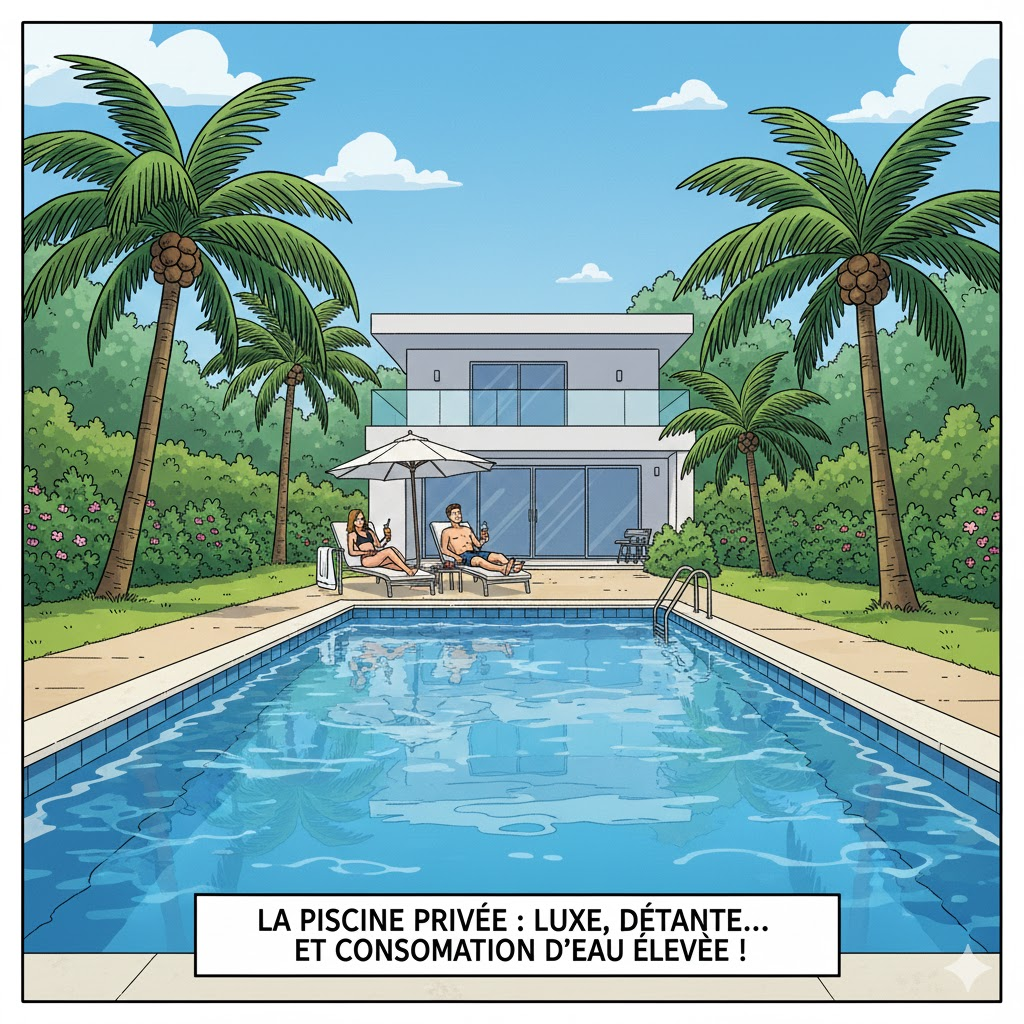 LA PISCINE PRIVÉE : LUXE, DÉTANTE...
ET CONSOMATION D'EAU ÉLEVÈE !